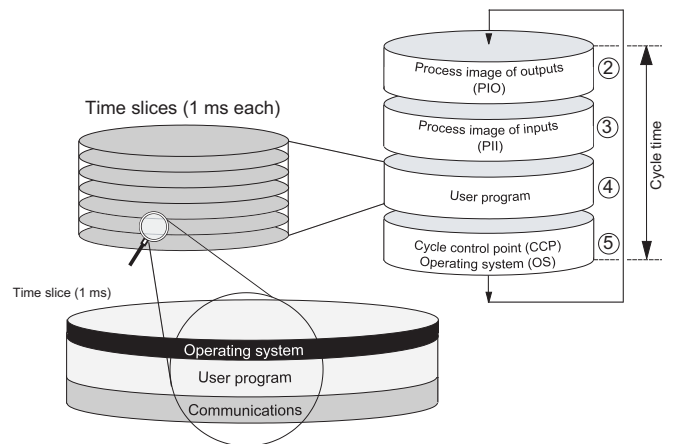 Process image of outputs
(PIO)
②
Time slices (1 ms each)
Process image of inputs
(PII)
③
Cycle time
User program
④
Cycle control point (CCP)
Operating system (OS)
⑤
Time slice (1 ms)
Operating system
User program
Communications